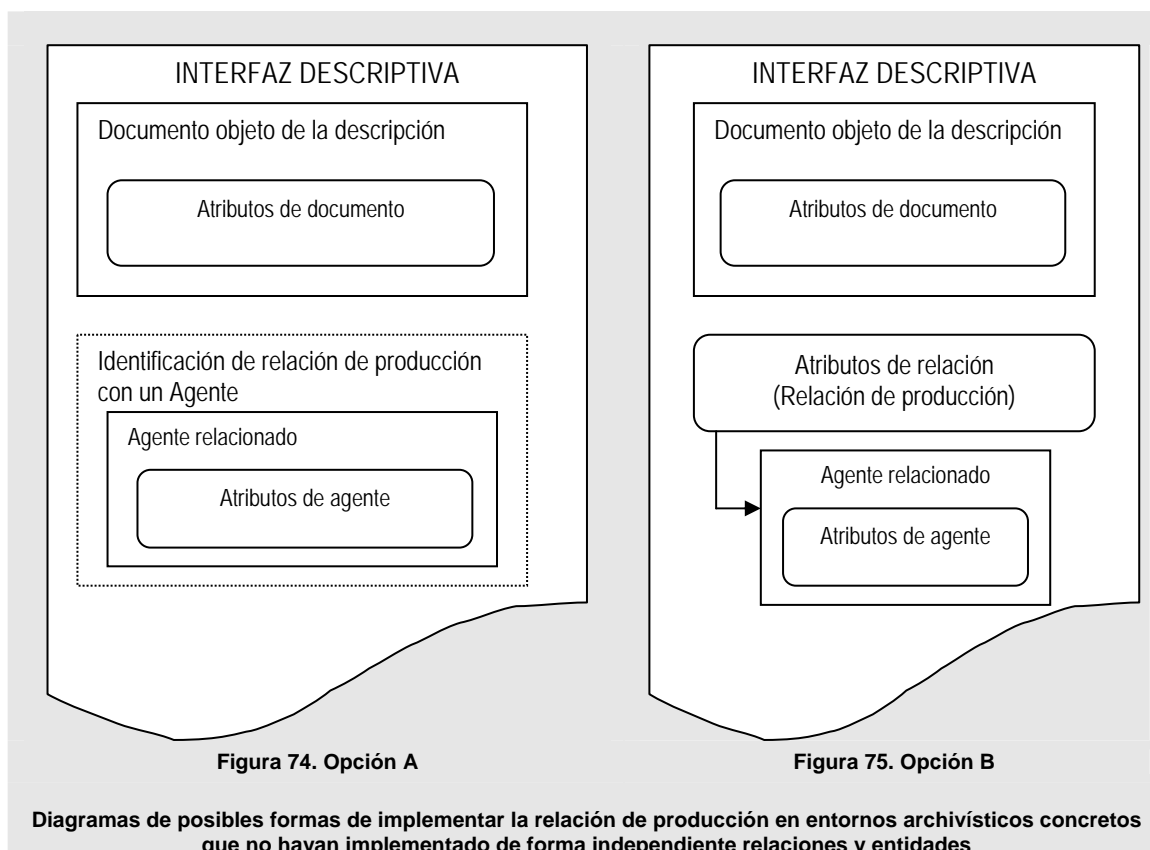 INTERFAZ DESCRIPTIVA
Documento objeto de la descripción
Atributos de documento
Identificación de relación de producción
con un Agente
Agente relacionado
Atributos de agente
Figura 74. Opción A
INTERFAZ DESCRIPTIVA
Documento objeto de la descripción
Atributos de documento
Atributos de relación
(Relación de producción)
Agente relacionado
Atributos de agente
Figura 75. Opción B
Diagramas de posibles formas de implementar la relación de producción en entornos archivísticos concretos
que no hayan implementado de forma independiente relaciones y entidades